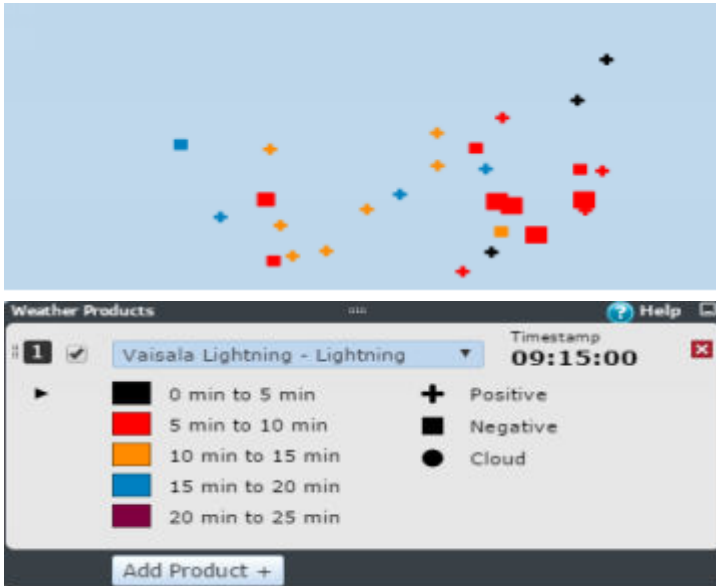 Weather Products
Help
1
Vaisala Lightning - Lightning
Timestamp
09:15:00
0 min to 5 min
Positive
5 min to 10 min
Negative
10 min to 15 min
Cloud
15 min to 20 min
20 min to 25 min
Add Product +